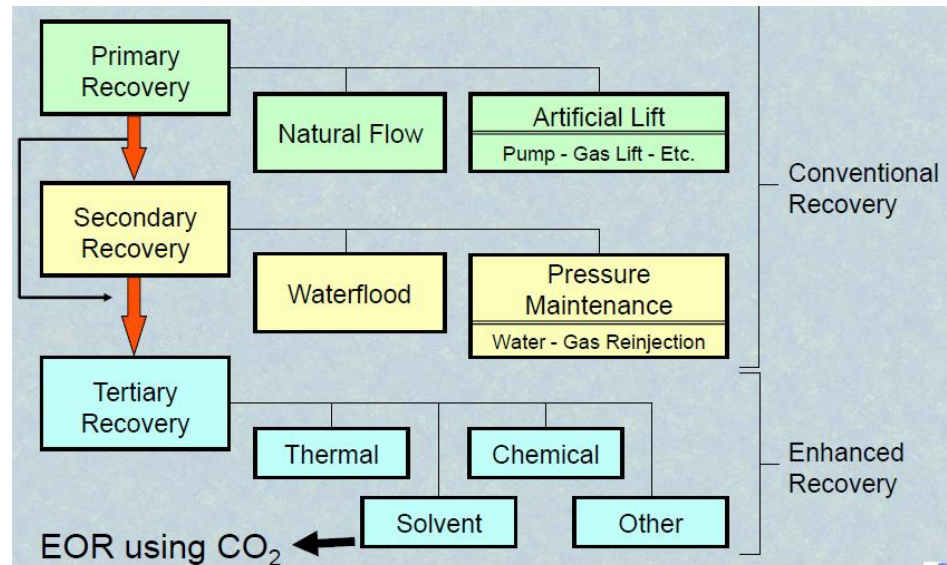 Primary
Recovery
Natural Flow
Artificial Lift
Pump - Gas Lift - Etc.
Conventional
Recovery
Secondary
Recovery
Waterflood
Pressure
Maintenance
Water - Gas Reinjection
Tertiary
Recovery
Thermal
Chemical
Enhanced
Recovery
Solvent
Other
EOR using CO₂